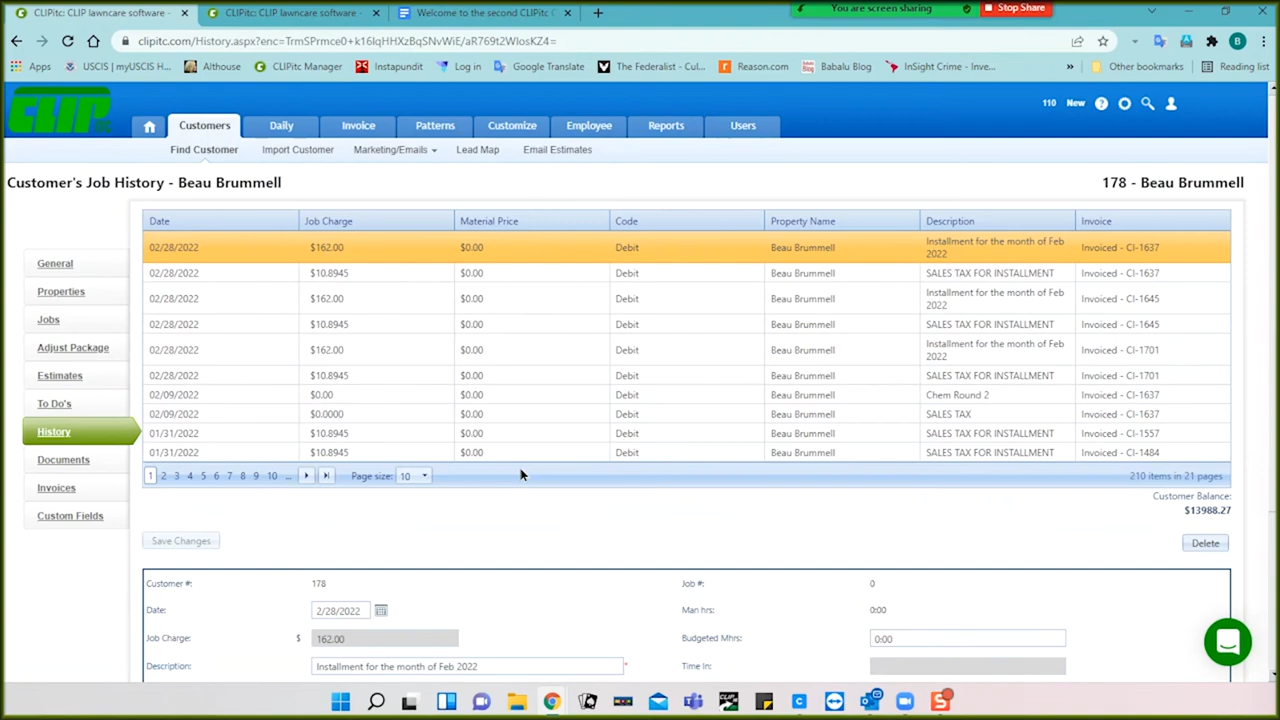 CLIPitc: CLIP lawncare software -
CLIPitc: CLIP lawncare software -
Welcome to the second CLIPitc C
You are screen sharing
Stop Share
clipitc.com/History.aspx?enc=TrmSPrmce0+k16IqHHXzBqSNvWiE/aR769t2WIosKZ4=
B
Apps
USCIS | myUSCIS H...
Althouse
CLIPitc Manager
Instapundit
Log in
Google Translate
The Federalist - Cul...
Reason.com
Babalu Blog
InSight Crime - Inve...
»
Other bookmarks
Reading list
CLIP
ITC
110 New
Customers Daily Invoice Patterns Customize Employee Reports Users
Find Customer Import Customer Marketing/Emails Lead Map Email Estimates
Customer's Job History - Beau Brummell 178 - Beau Brummell
General
Properties
Jobs
Adjust Package
Estimates
To Do's
History
Documents
Invoices
Custom Fields
Date Job Charge Material Price Code Property Name Description Invoice
02/28/2022 $162.00 $0.00 Debit Beau Brummell Installment for the month of Feb 2022 Invoiced - CI-1637
02/28/2022 $10.8945 $0.00 Debit Beau Brummell SALES TAX FOR INSTALLMENT Invoiced - CI-1637
02/28/2022 $162.00 $0.00 Debit Beau Brummell Installment for the month of Feb 2022 Invoiced - CI-1645
02/28/2022 $10.8945 $0.00 Debit Beau Brummell SALES TAX FOR INSTALLMENT Invoiced - CI-1645
02/28/2022 $162.00 $0.00 Debit Beau Brummell Installment for the month of Feb 2022 Invoiced - CI-1701
02/28/2022 $10.8945 $0.00 Debit Beau Brummell SALES TAX FOR INSTALLMENT Invoiced - CI-1701
02/09/2022 $0.00 $0.00 Debit Beau Brummell Chem Round 2 Invoiced - CI-1637
02/09/2022 $0.0000 $0.00 Debit Beau Brummell SALES TAX Invoiced - CI-1637
01/31/2022 $10.8945 $0.00 Debit Beau Brummell SALES TAX FOR INSTALLMENT Invoiced - CI-1557
01/31/2022 $10.8945 $0.00 Debit Beau Brummell SALES TAX FOR INSTALLMENT Invoiced - CI-1484
1 2 3 4 5 6 7 8 9 10 ... Page size: 10 210 items in 21 pages
Customer Balance:
$13988.27
Save Changes Delete
Customer #: 178 Job #: 0
Date: 2/28/2022 Man hrs: 0:00
Job Charge: $ 162.00 Budgeted Mhrs: 0:00
Description: Installment for the month of Feb 2022 * Time In: